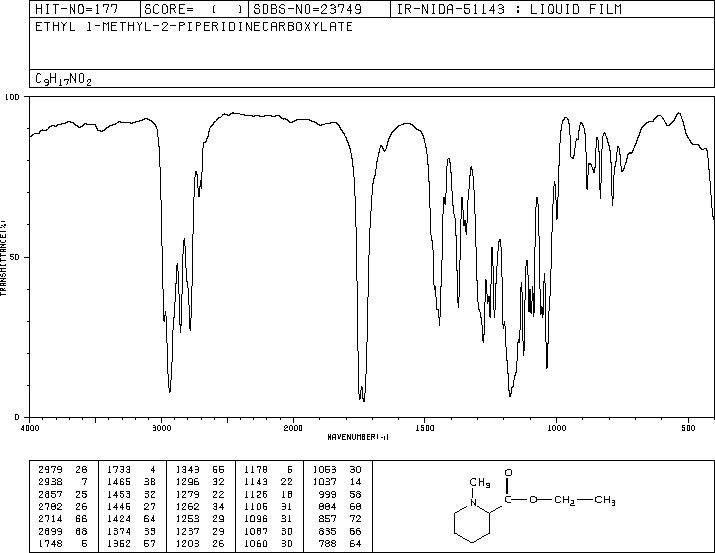 HIT-NO=177 SCORE= ( ) SDBS-NO=23749 IR-NIDA-51143 : LIQUID FILM
ETHYL 1-METHYL-2-PIPERIDINECARBOXYLATE
C9H17NO2
100
50
0
TRANSMITTANCE(%)
4000 3000 2000 1500 1000 500
WAVENUMBER(-1)
2979 26 1733 4 1343 55 1178 6 1053 30
2938 7 1465 38 1296 32 1143 22 1037 14
2857 25 1453 32 1279 22 1126 18 999 58
2782 26 1445 27 1262 34 1106 31 884 68
2714 66 1424 64 1253 29 1096 31 857 72
2699 68 1374 33 1237 29 1087 30 835 66
1748 5 1362 57 1203 26 1060 30 788 64
O
CH3
N C O CH2 CH3